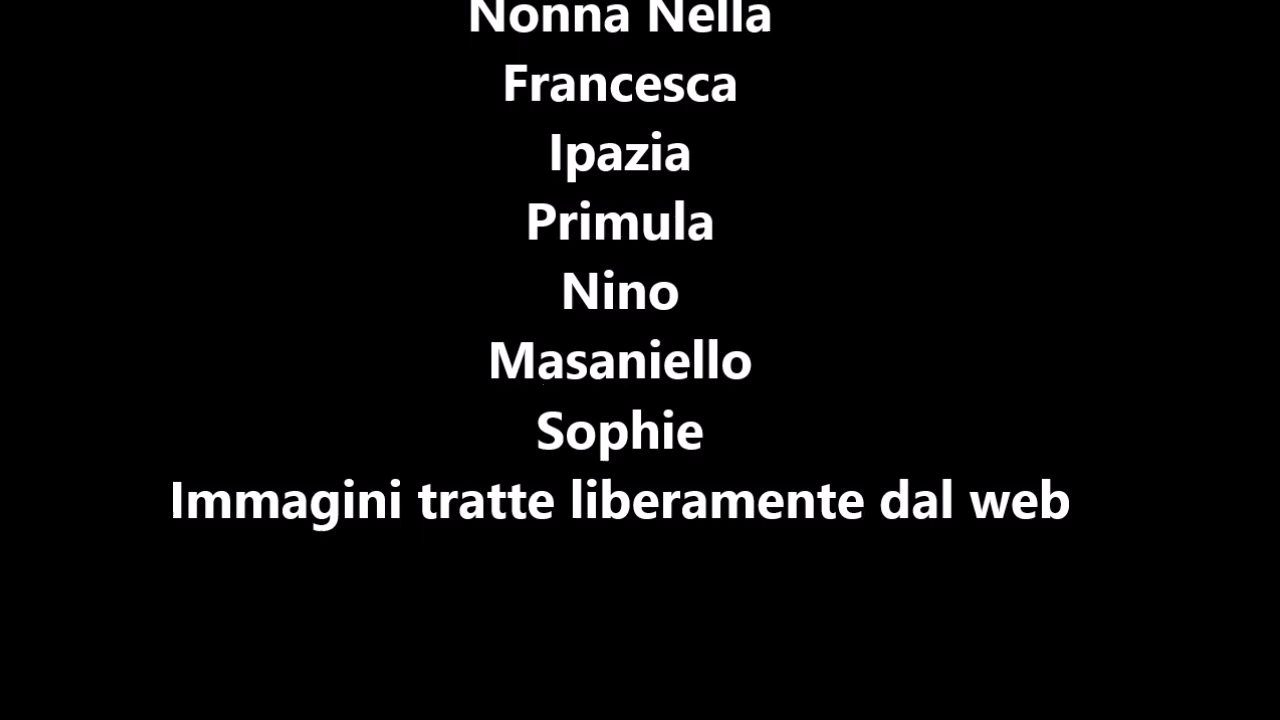 Nonna Nella
Francesca
Ipazia
Primula
Nino
Masaniello
Sophie
Immagini tratte liberamente dal web